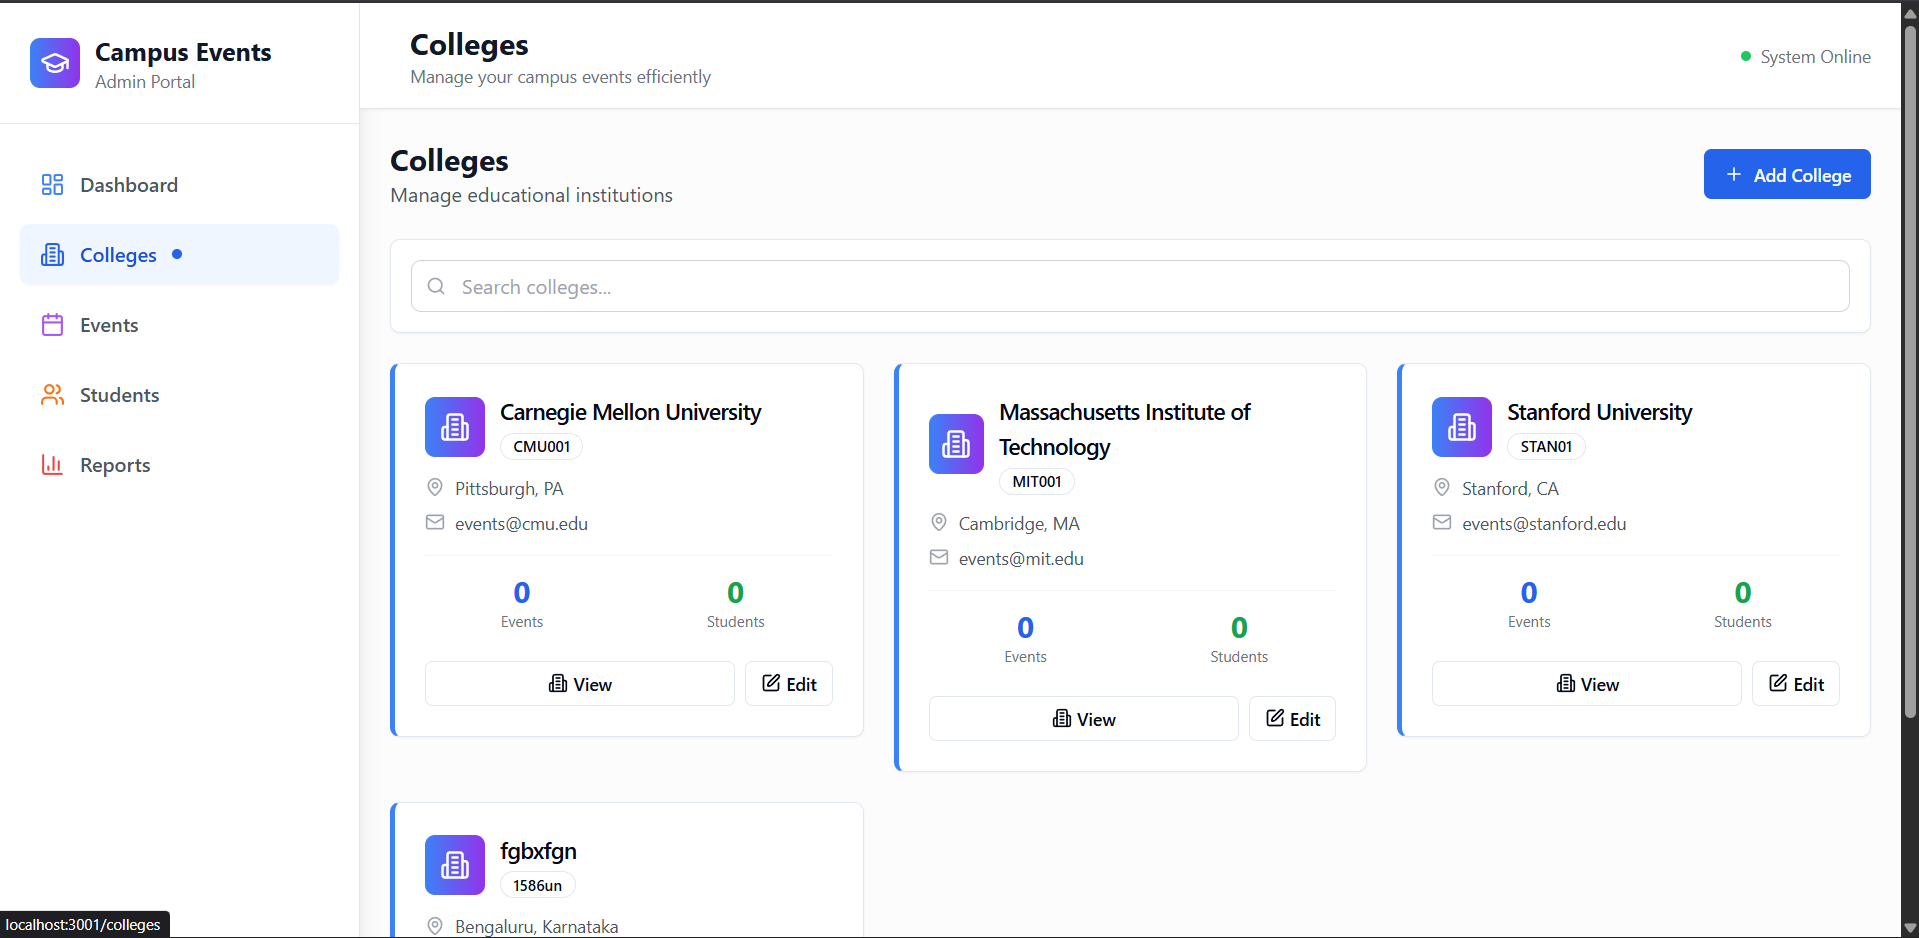 Campus Events
Admin Portal
Dashboard
Colleges
Events
Students
Reports
Colleges
Manage your campus events efficiently
System Online
Colleges
Manage educational institutions
+ Add College
Search colleges...
Carnegie Mellon University
CMU001
Pittsburgh, PA
events@cmu.edu
0
Events
0
Students
View
Edit
Massachusetts Institute of
Technology
MIT001
Cambridge, MA
events@mit.edu
0
Events
0
Students
View
Edit
Stanford University
STAN01
Stanford, CA
events@stanford.edu
0
Events
0
Students
View
Edit
fgbxfgn
1586un
Bengaluru, Karnataka
localhost:3001/colleges